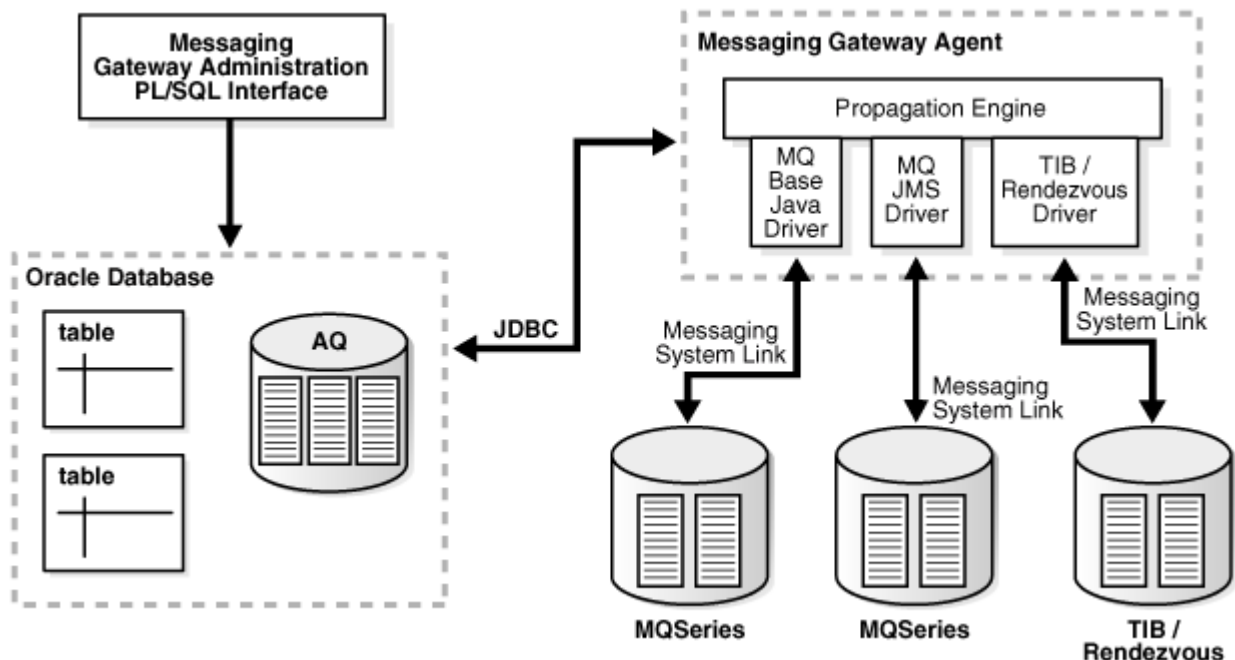 Messaging
Gateway Administration
PL/SQL Interface
Messaging Gateway Agent
Propagation Engine
MQ
Base
Java
Driver
MQ
JMS
Driver
TIB /
Rendezvous
Driver
Oracle Database
table
table
AQ
JDBC
Messaging
System Link
Messaging
System Link
Messaging
System Link
MQSeries
MQSeries
TIB /
Rendezvous